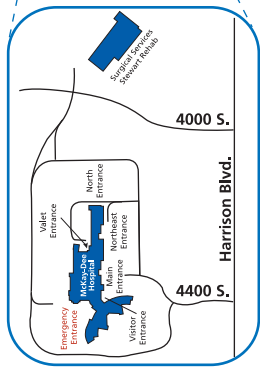 Surgical Services
Stewart Rehab
4000 S.
Harrison Blvd.
North
Entrance
Valet
Entrance
Northeast
Entrance
McKay-Dee
Hospital
Main
Entrance
4400 S.
Emergency
Entrance
Visitor
Entrance